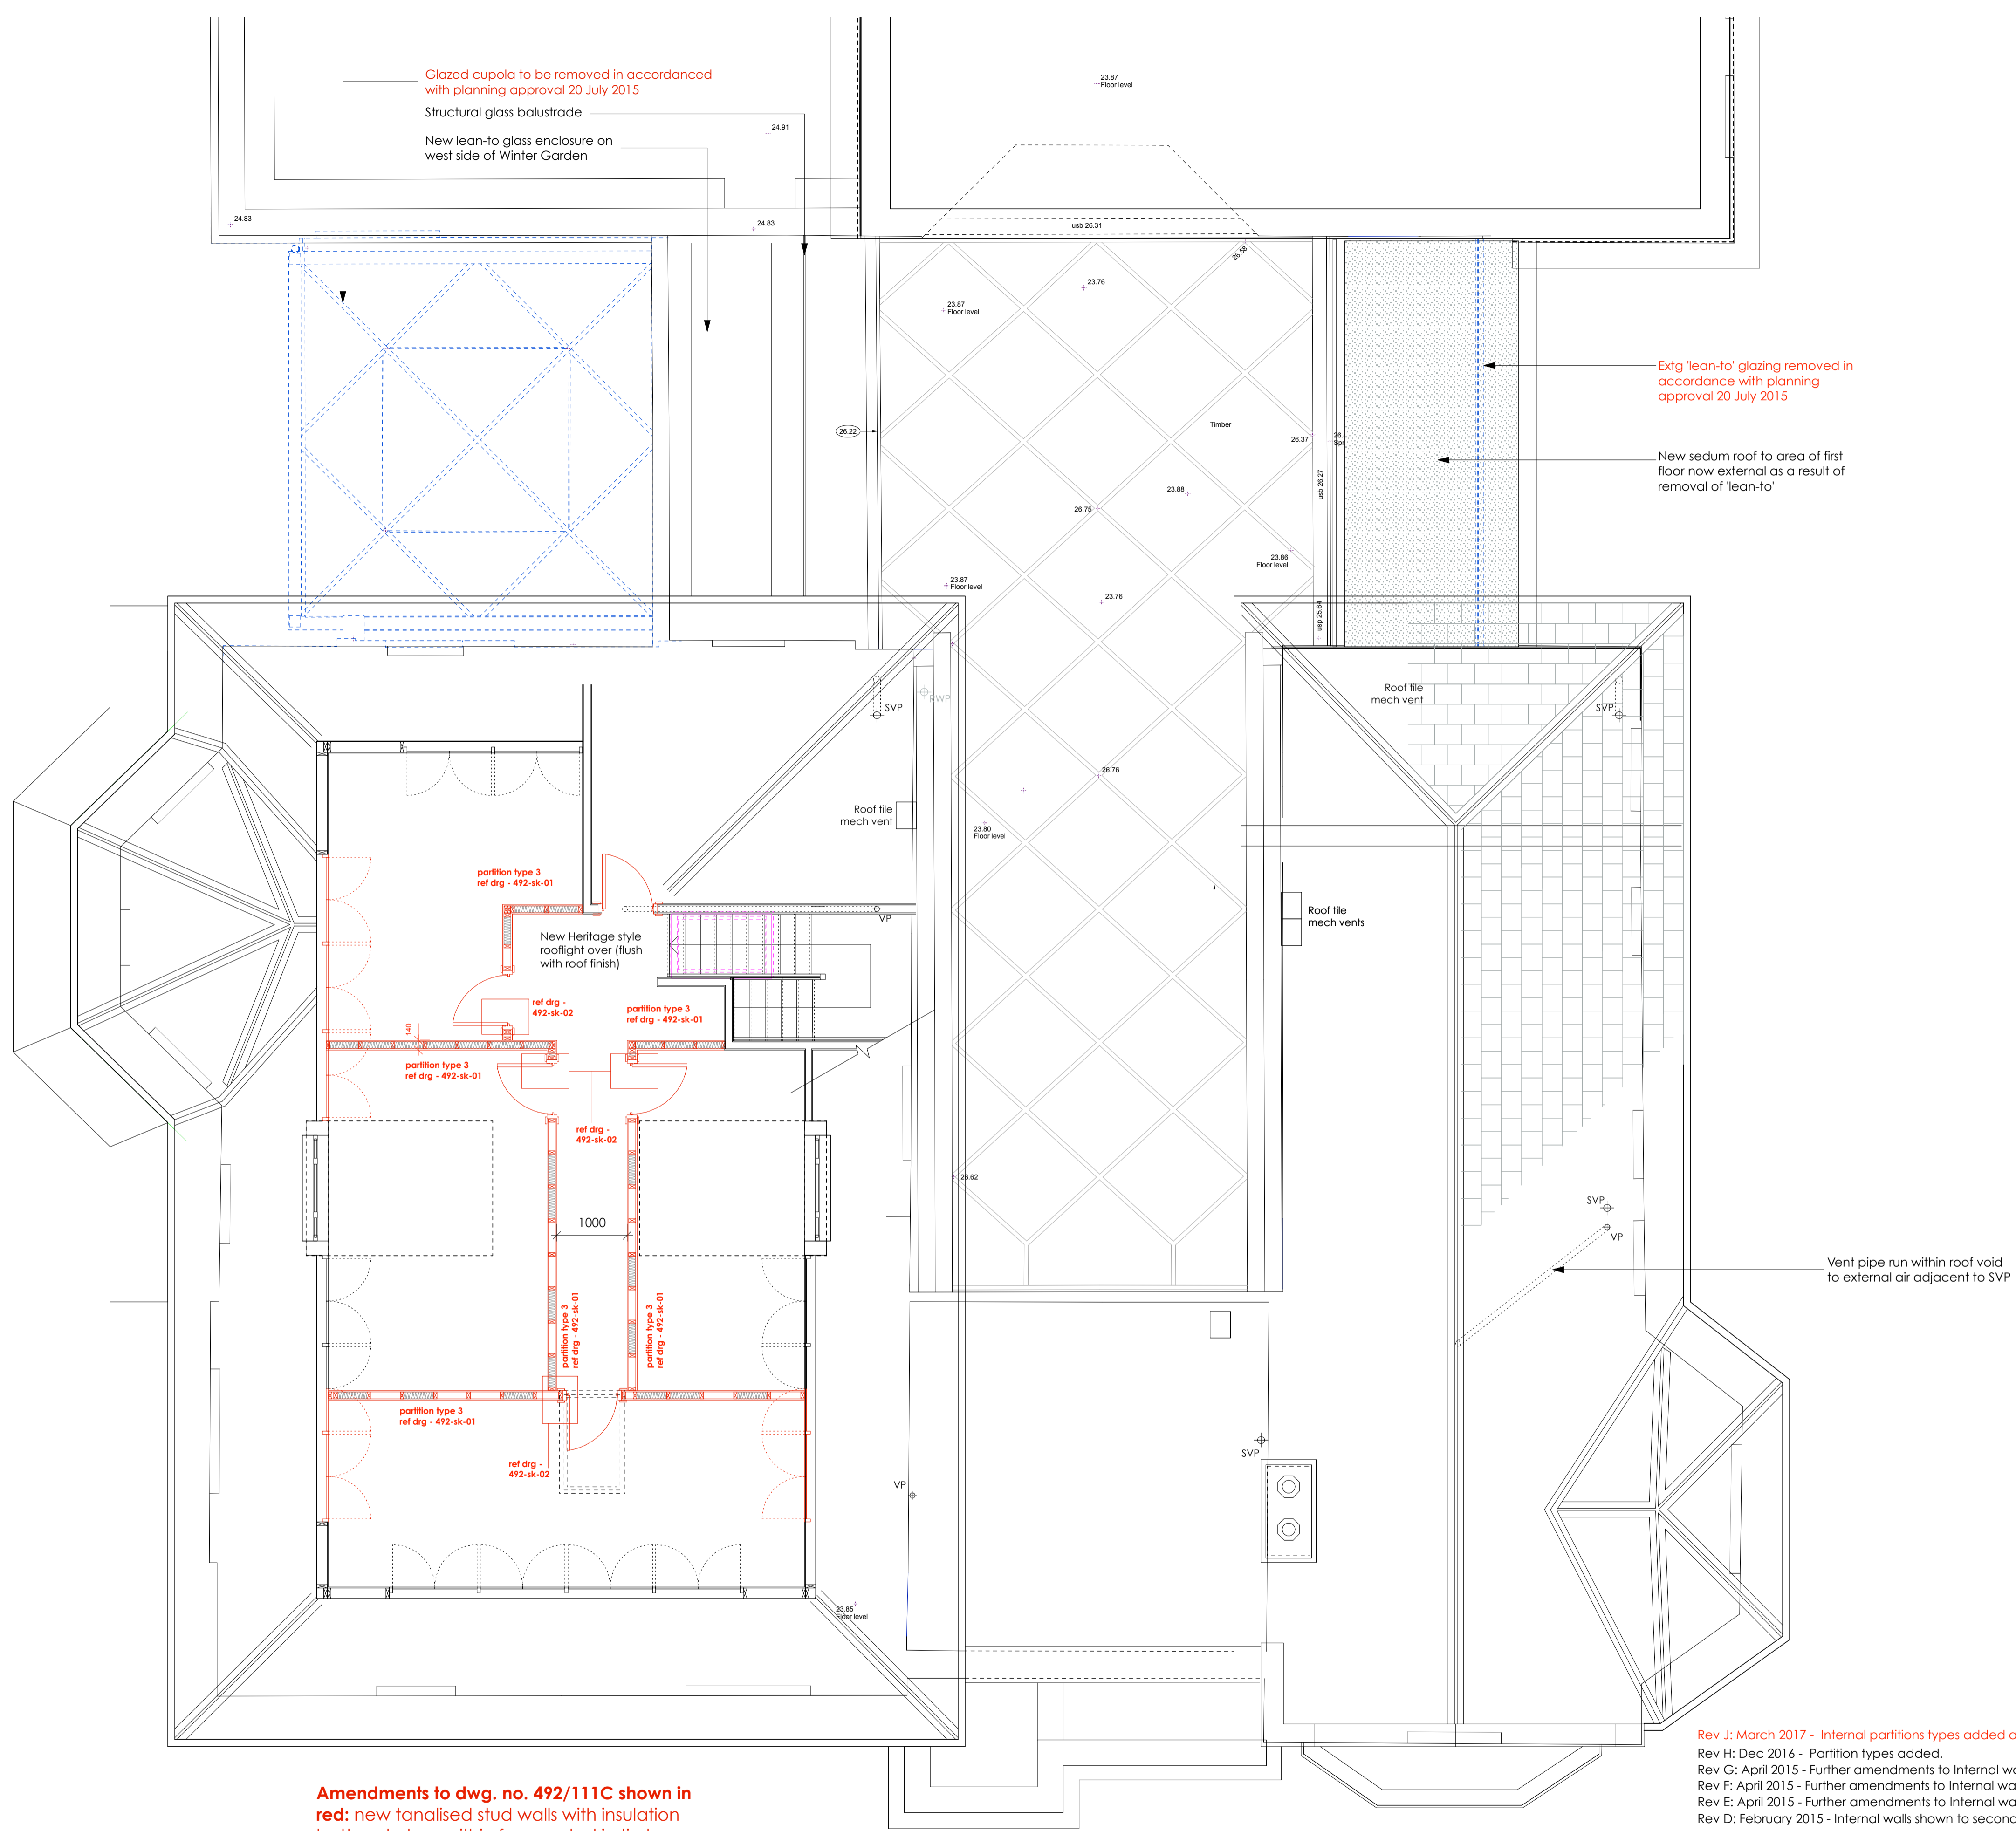 Glazed cupola to be removed in accordanced
with planning approval 20 July 2015
Structural glass balustrade
New lean-to glass enclosure on
west side of Winter Garden
23.87
Floor level
24.91
24.83
24.83
usb 26.31
26.58
23.76
23.87
Floor level
Extg 'lean-to' glazing removed in
accordance with planning
approval 20 July 2015
Timber
26.22
26.37
26.
Spr
New sedum roof to area of first
floor now external as a result of
removal of 'lean-to'
usb 26.27
23.88
26.75
23.86
Floor level
23.87
Floor level
23.76
usp 25.64
RWP
SVP
Roof tile
mech vent
SVP
26.76
Roof tile
mech vent
23.80
Floor level
partition type 3
ref drg - 492-sk-01
VP
Roof tile
mech vents
New Heritage style
rooflight over (flush
with roof finish)
ref drg -
492-sk-02
partition type 3
ref drg - 492-sk-01
140
partition type 3
ref drg - 492-sk-01
ref drg -
492-sk-02
26.62
SVP
VP
1000
Vent pipe run within roof void
to external air adjacent to SVP
partition type 3
ref drg - 492-sk-01
partition type 3
ref drg - 492-sk-01
partition type 3
ref drg - 492-sk-01
ref drg -
492-sk-02
SVP
VP
23.85
Floor level
Amendments to dwg. no. 492/111C shown in
red: new tanalised stud walls with insulation
Rev J: March 2017 - Internal partitions types added a
Rev H: Dec 2016 - Partition types added.
Rev G: April 2015 - Further amendments to Internal wa
Rev F: April 2015 - Further amendments to Internal wa
Rev E: April 2015 - Further amendments to Internal wa
Rev D: February 2015 - Internal walls shown to second